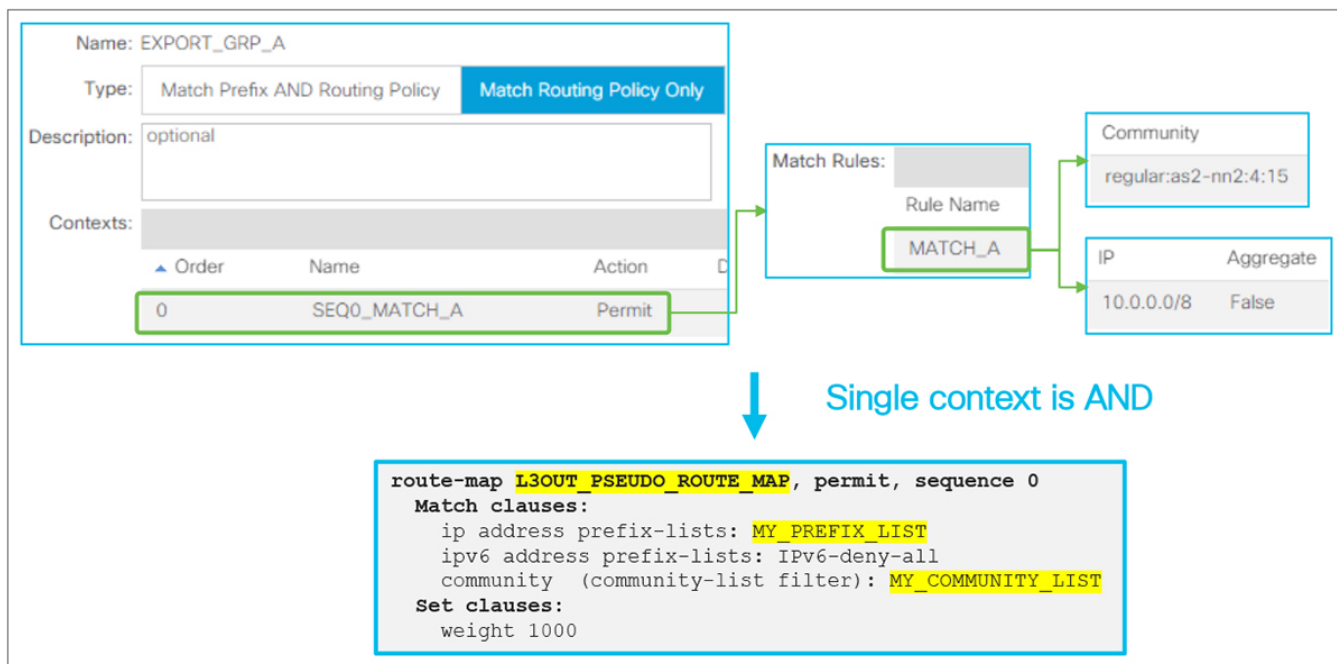 Name: EXPORT_GRP_A
Type: Match Prefix AND Routing Policy Match Routing Policy Only
Description: optional
Contexts:
Order Name Action D
0 SEQ0_MATCH_A Permit
Match Rules:
Rule Name
MATCH_A
Community
regular:as2-nn2:4:15
IP Aggregate
10.0.0.0/8 False
Single context is AND
route-map L3OUT_PSEUDO_ROUTE_MAP, permit, sequence 0
Match clauses:
ip address prefix-lists: MY_PREFIX_LIST
ipv6 address prefix-lists: IPv6-deny-all
community (community-list filter): MY_COMMUNITY_LIST
Set clauses:
weight 1000